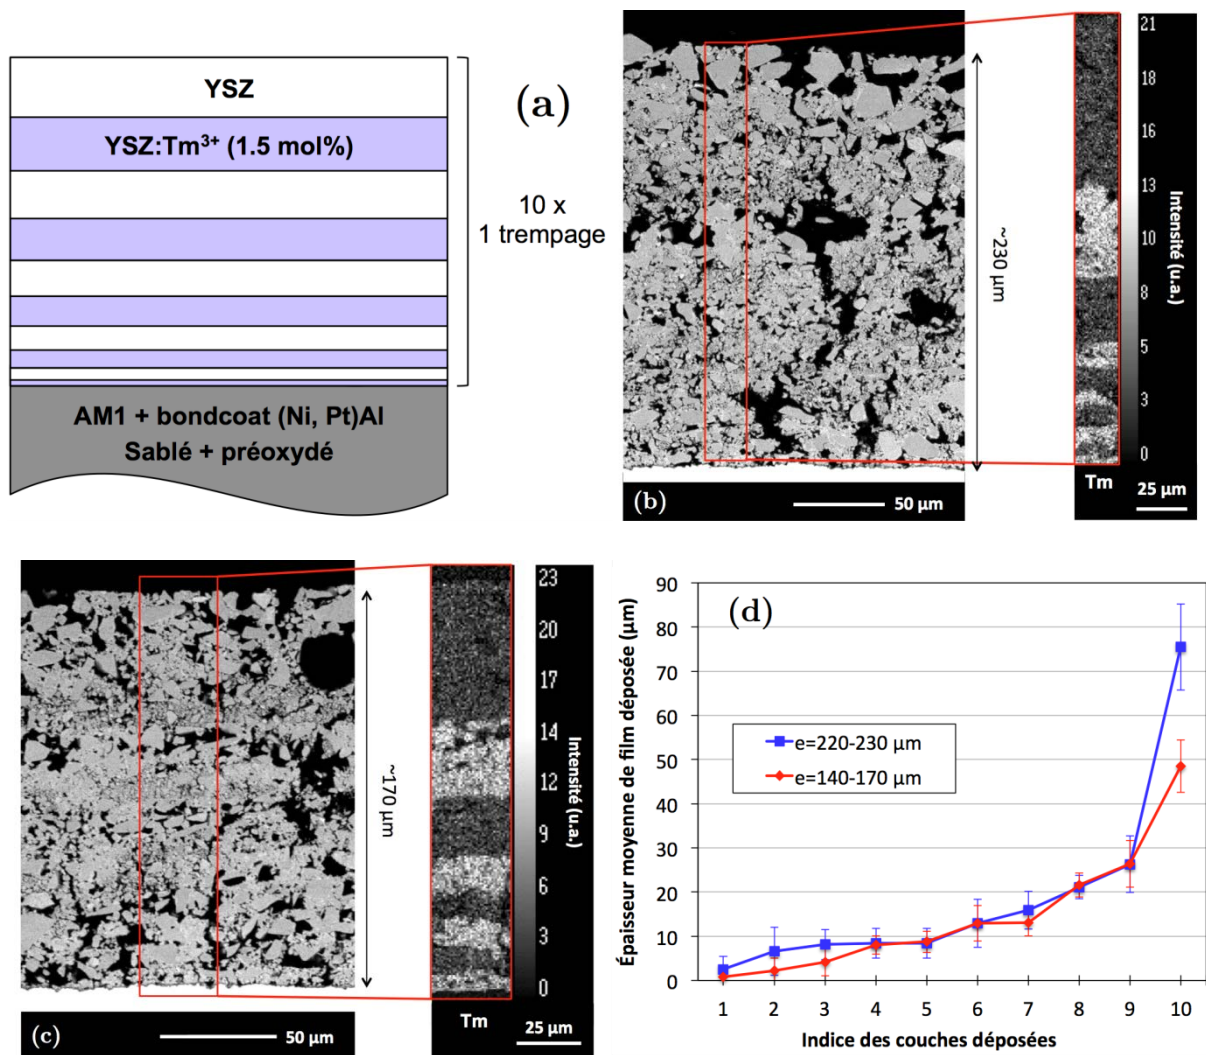 YSZ
YSZ:Tm³⁺ (1.5 mol%)
10 x
1 trempage
AM1 + bondcoat (Ni, Pt)Al
Sablé + préoxydé
(a)
~230 µm
(b)
50 µm
Tm
25 µm
21
18
16
13
10
8
5
3
0
Intensité (u.a.)
~170 µm
(c)
50 µm
Tm
25 µm
23
20
17
14
12
9
6
3
0
Intensité (u.a.)
(d)
Épaisseur moyenne de film déposée (µm)
90
80
70
60
50
40
30
20
10
0
e=220-230 µm
e=140-170 µm
1 2 3 4 5 6 7 8 9 10
Indice des couches déposées